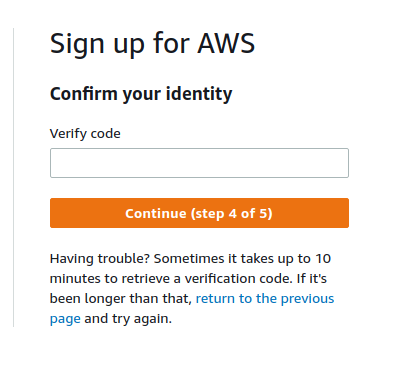 Sign up for AWS
Confirm your identity
Verify code
Continue (step 4 of 5)
Having trouble? Sometimes it takes up to 10
minutes to retrieve a verification code. If it's
been longer than that, return to the previous
page and try again.